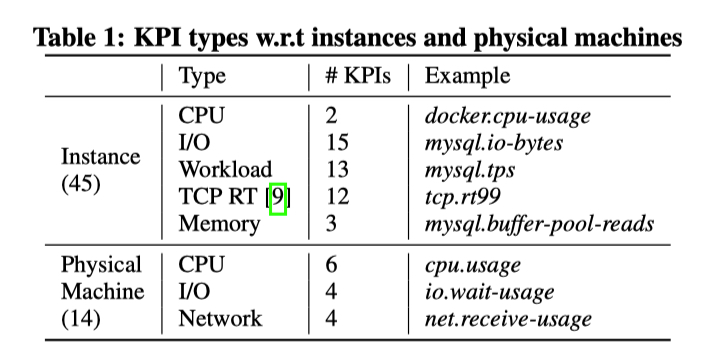 Table 1: KPI types w.r.t instances and physical machines
Type # KPIs Example
Instance (45)
CPU 2 docker.cpu-usage
I/O 15 mysql.io-bytes
Workload 13 mysql.tps
TCP RT [9] 12 tcp.rt99
Memory 3 mysql.buffer-pool-reads
Physical Machine (14)
CPU 6 cpu.usage
I/O 4 io.wait-usage
Network 4 net.receive-usage